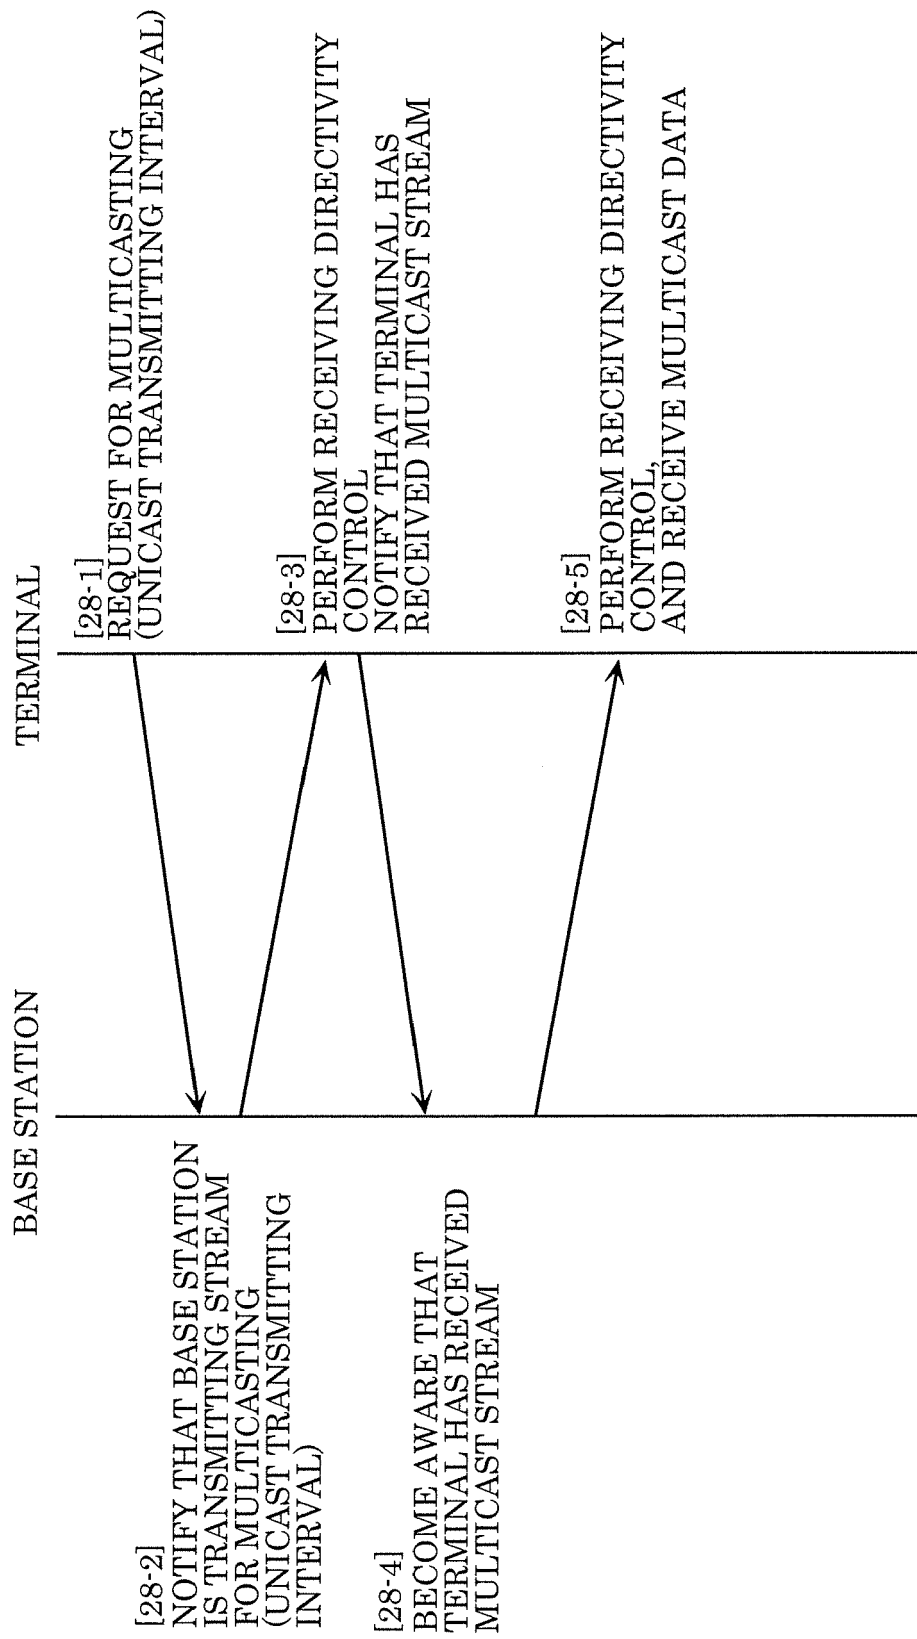 BASE STATION
TERMINAL
[28-1]
REQUEST FOR MULTICASTING
(UNICAST TRANSMITTING INTERVAL)
[28-2]
NOTIFY THAT BASE STATION
IS TRANSMITTING STREAM
FOR MULTICASTING
(UNICAST TRANSMITTING
INTERVAL)
[28-3]
PERFORM RECEIVING DIRECTIVITY
CONTROL
NOTIFY THAT TERMINAL HAS
RECEIVED MULTICAST STREAM
[28-4]
BECOME AWARE THAT
TERMINAL HAS RECEIVED
MULTICAST STREAM
[28-5]
PERFORM RECEIVING DIRECTIVITY
CONTROL,
AND RECEIVE MULTICAST DATA